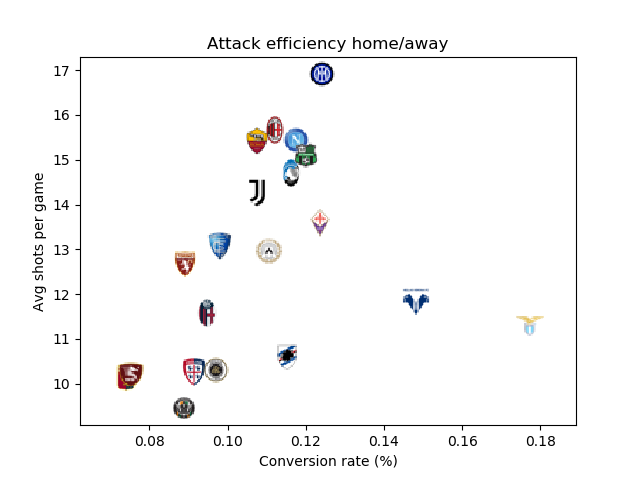 Attack efficiency home/away
Avg shots per game
17
16
15
14
13
12
11
10
0.08 0.10 0.12 0.14 0.16 0.18
Conversion rate (%)